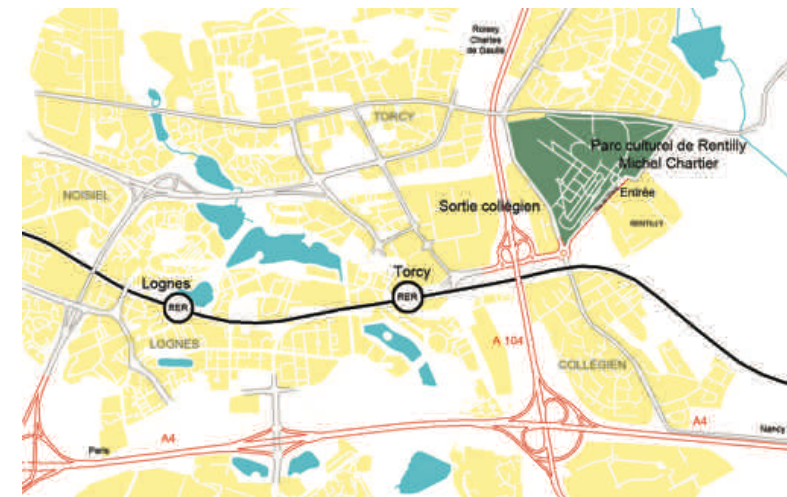 Roissy
Charles
de Gaulle
TORCY
Parc culturel de Rentilly
Michel Chartier
NOISIEL
Entrée
Sortie collégien
RENTILLY
Torcy
Lognes
RER
RER
A 104
LOGNES
COLLÉGIEN
A4
A4
Nancy
Paris